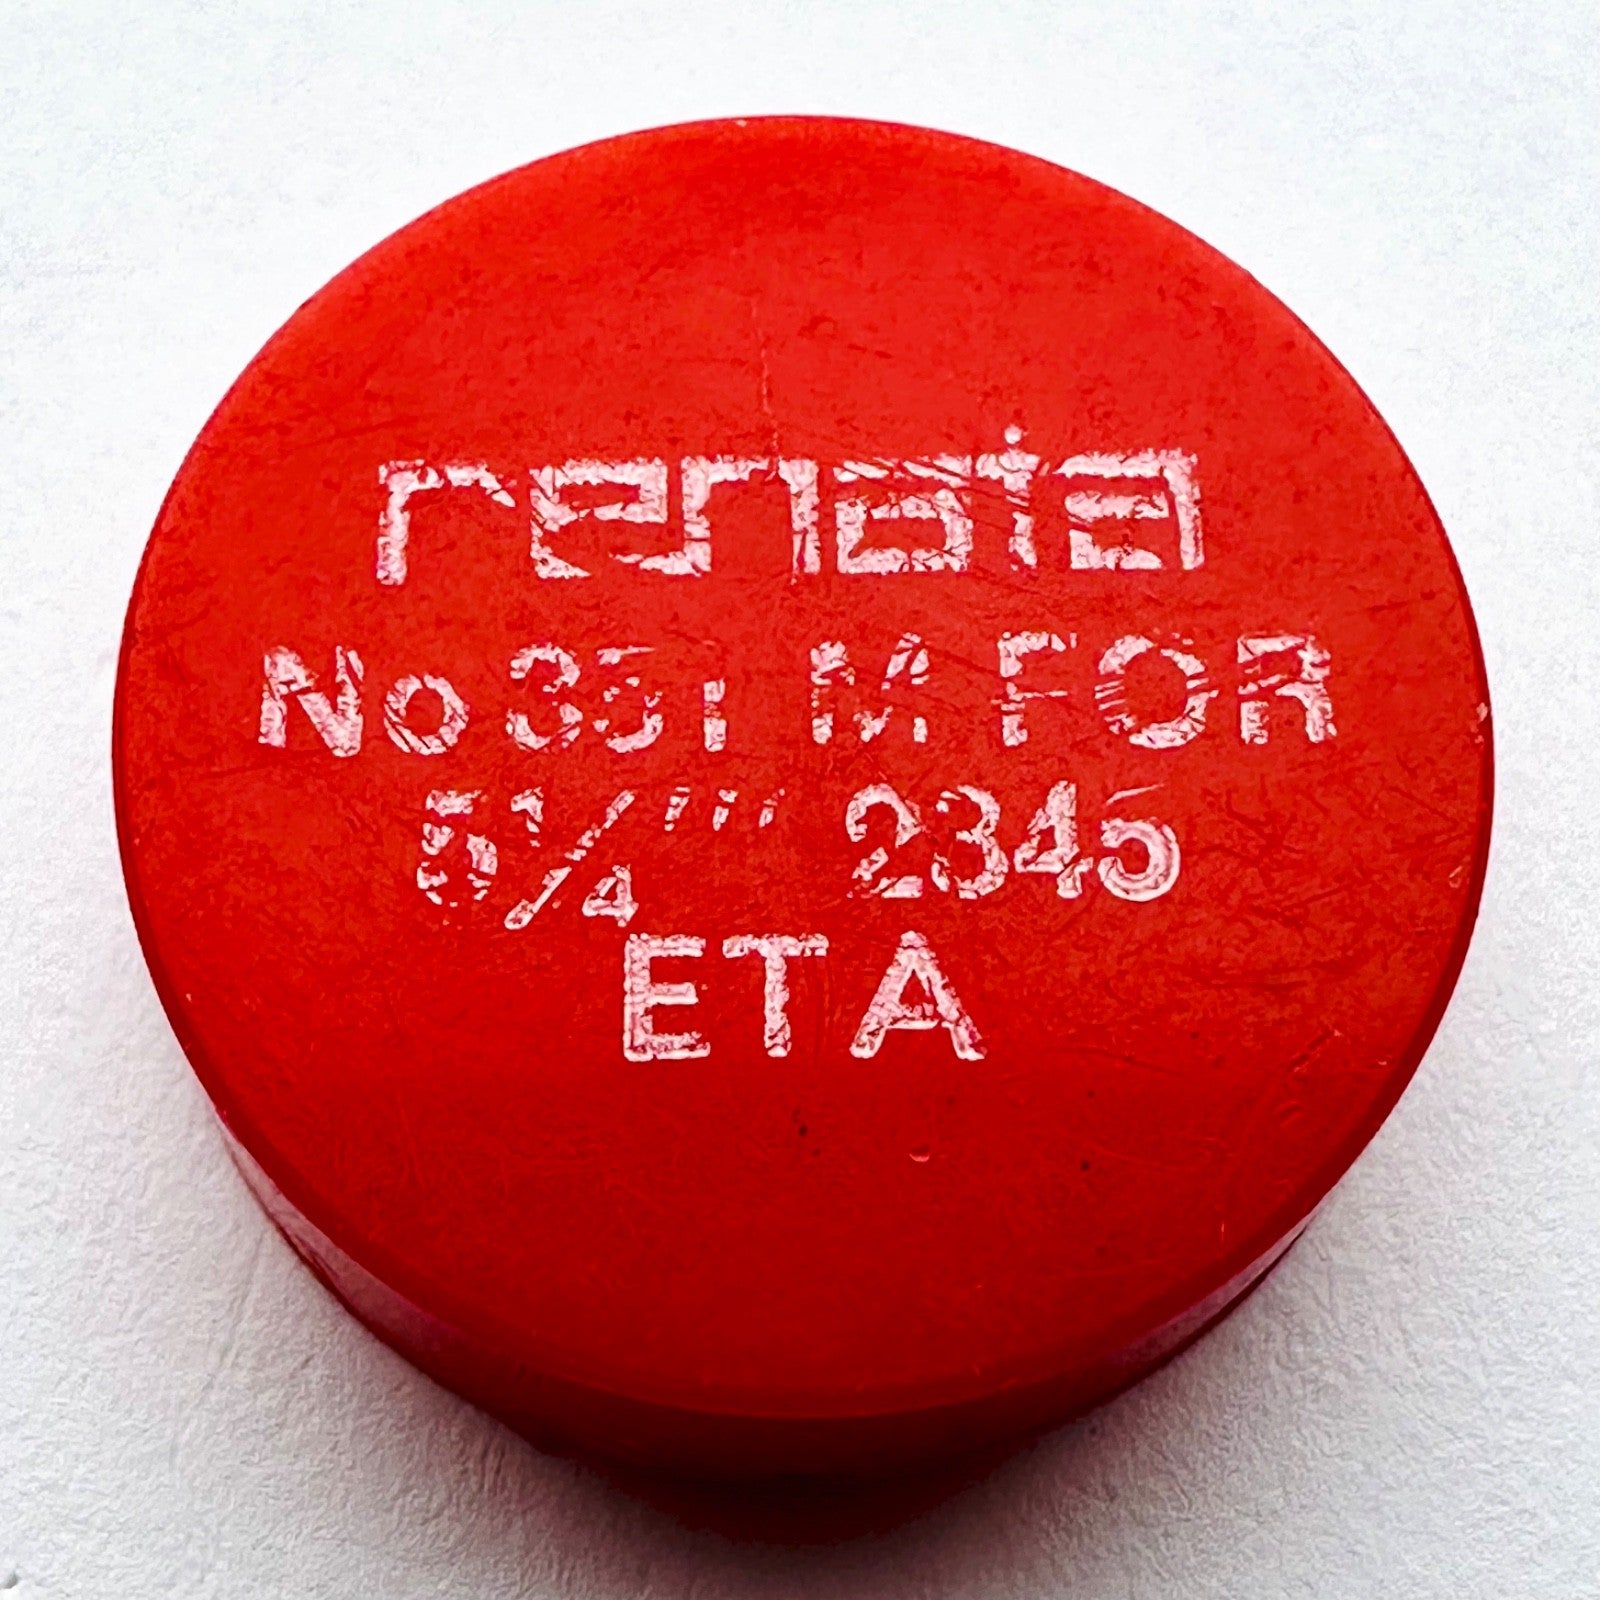 renata
No 351 M FOR
5¼''' 2345
ETA